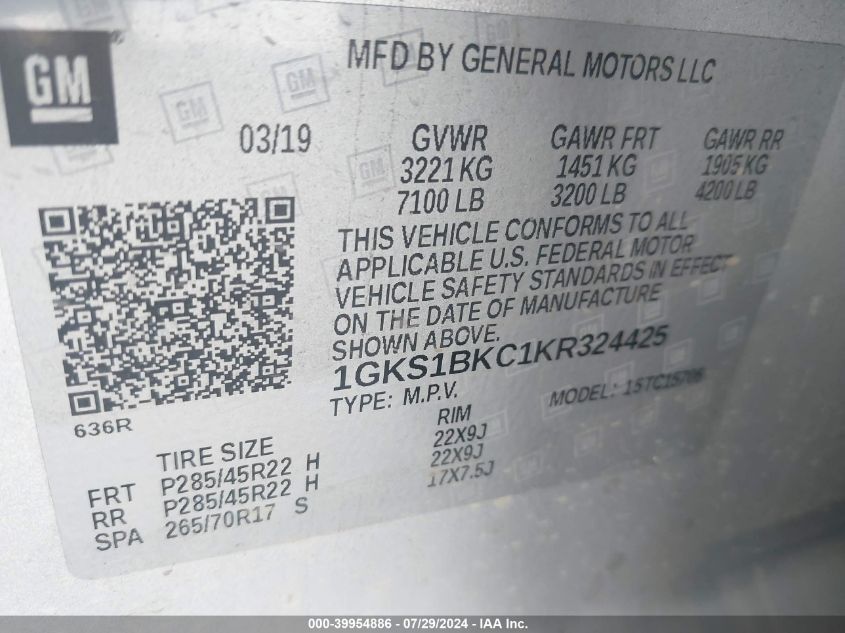 GM
MFD BY GENERAL MOTORS LLC
03/19
GVWR GAWR FRT GAWR RR
3221 KG 1451 KG 1905 KG
7100 LB 3200 LB 4200 LB
THIS VEHICLE CONFORMS TO ALL
APPLICABLE U.S. FEDERAL MOTOR
VEHICLE SAFETY STANDARDS IN EFFECT
ON THE DATE OF MANUFACTURE
SHOWN ABOVE.
1GKS1BKC1KR324425
TYPE: M.P.V. MODEL: 15TC15706
636R
TIRE SIZE RIM
FRT P285/45R22 H 22X9J
RR P285/45R22 H 22X9J
SPA 265/70R17 S 17X7.5J
000-39954886 - 07/29/2024 - IAA Inc.